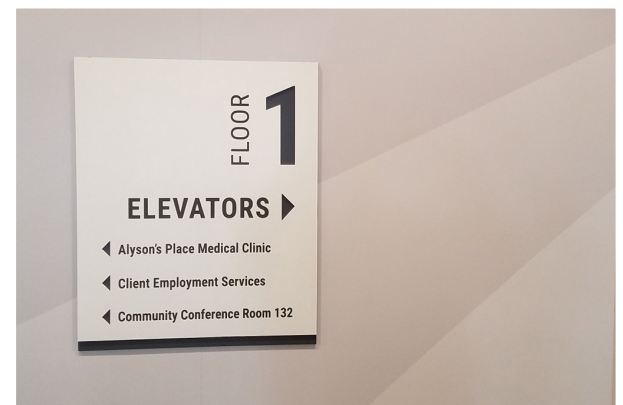 FLOOR 1
ELEVATORS
Alyson's Place Medical Clinic
Client Employment Services
Community Conference Room 132